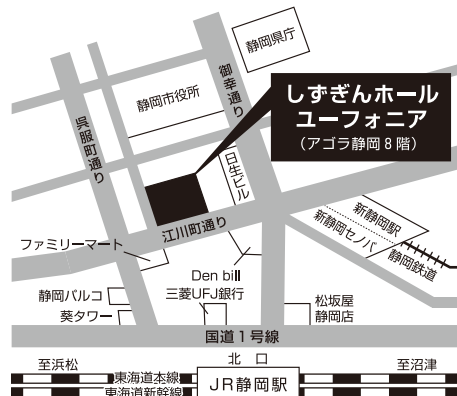 静岡県庁
御幸通り
静岡市役所
呉服町通り
しずぎんホール
ユーフォニア
(アゴラ静岡8階)
日生ビル
江川町通り
新静岡駅
新静岡セノバ
静岡鉄道
ファミリーマート
Den bill
静岡パルコ
三菱UFJ銀行
葵タワー
松坂屋
静岡店
国道1号線
北口
至浜松
至沼津
東海道本線
東海道新幹線
JR静岡駅